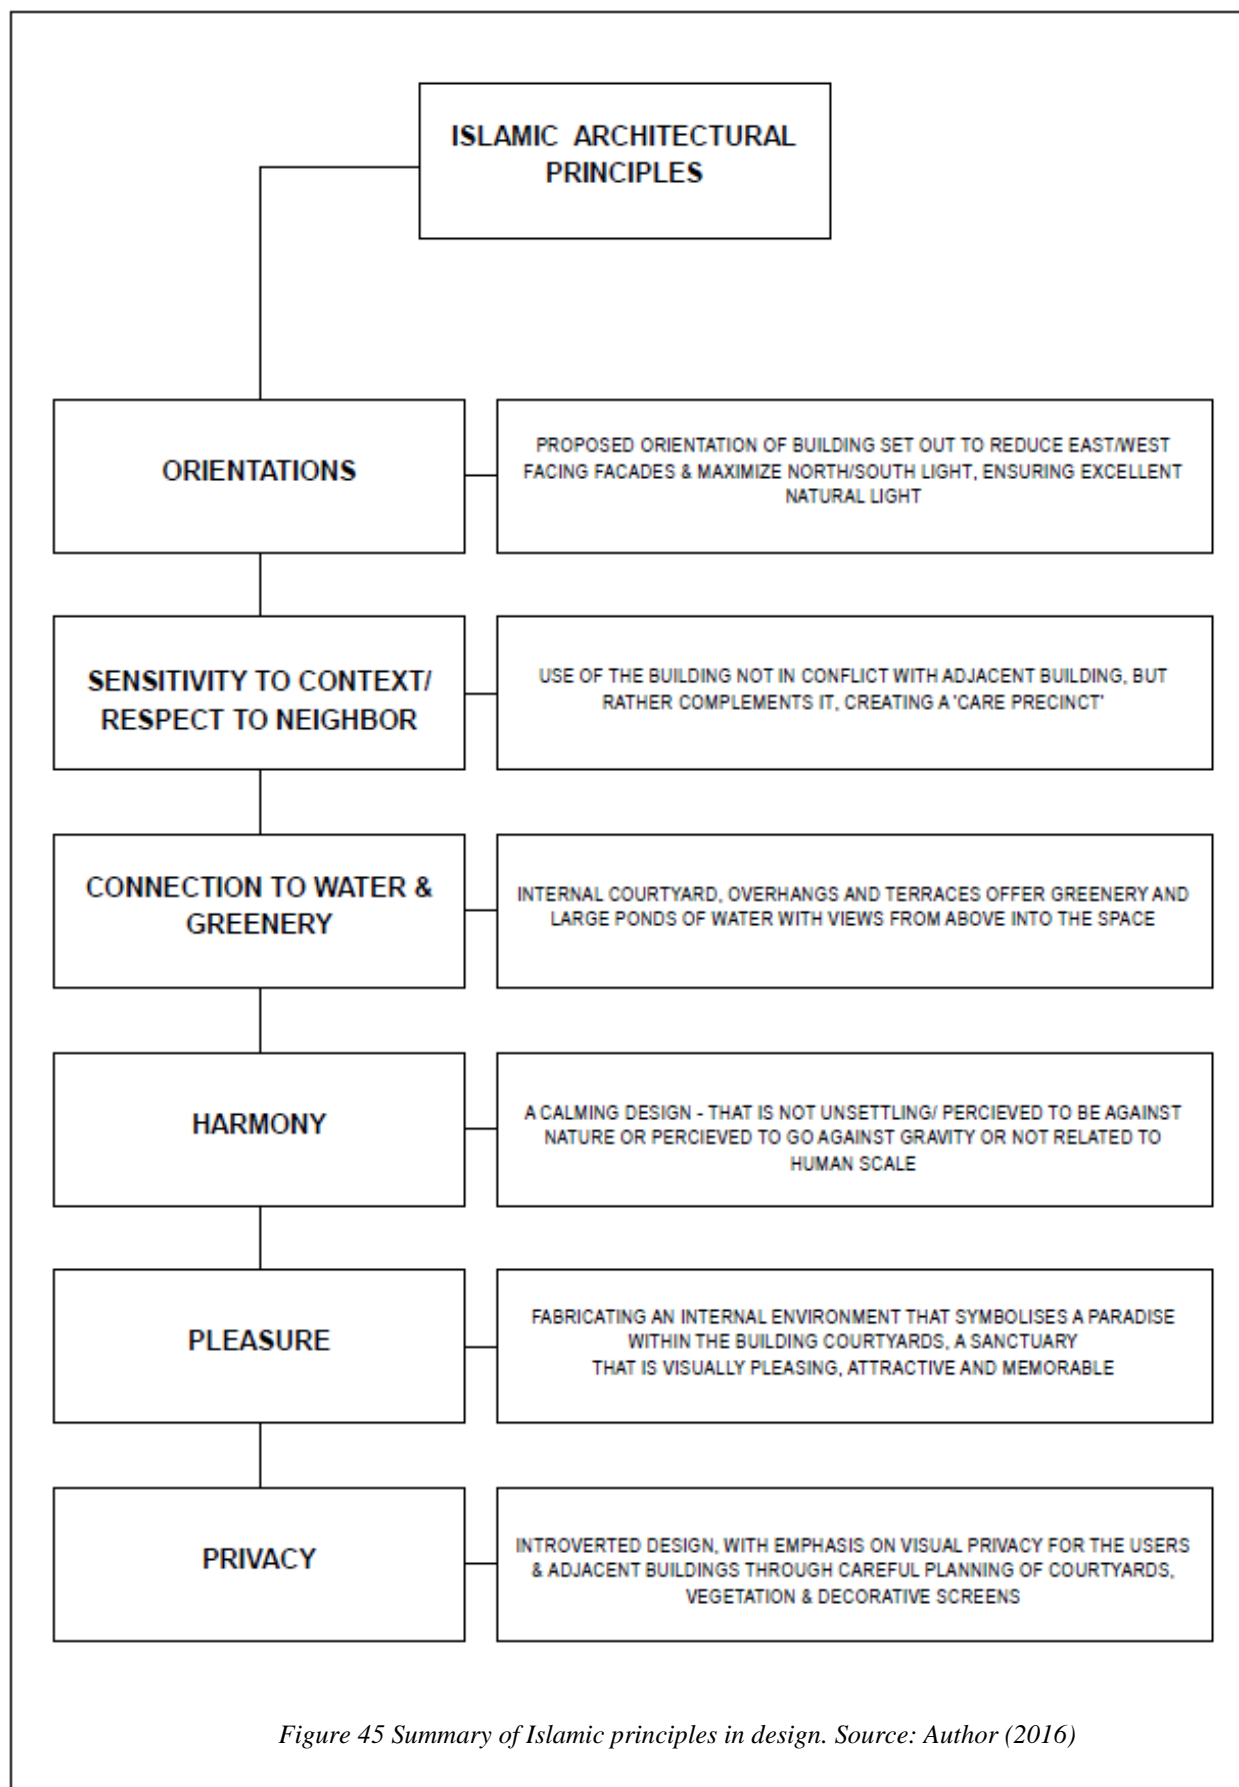 ISLAMIC ARCHITECTURAL
PRINCIPLES
ORIENTATIONS
PROPOSED ORIENTATION OF BUILDING SET OUT TO REDUCE EAST/WEST
FACING FACADES & MAXIMIZE NORTH/SOUTH LIGHT, ENSURING EXCELLENT
NATURAL LIGHT
SENSITIVITY TO CONTEXT/
RESPECT TO NEIGHBOR
USE OF THE BUILDING NOT IN CONFLICT WITH ADJACENT BUILDING, BUT
RATHER COMPLEMENTS IT, CREATING A 'CARE PRECINCT'
CONNECTION TO WATER &
GREENERY
INTERNAL COURTYARD, OVERHANGS AND TERRACES OFFER GREENERY AND
LARGE PONDS OF WATER WITH VIEWS FROM ABOVE INTO THE SPACE
HARMONY
A CALMING DESIGN - THAT IS NOT UNSETTLING/ PERCIEVED TO BE AGAINST
NATURE OR PERCIEVED TO GO AGAINST GRAVITY OR NOT RELATED TO
HUMAN SCALE
PLEASURE
FABRICATING AN INTERNAL ENVIRONMENT THAT SYMBOLISES A PARADISE
WITHIN THE BUILDING COURTYARDS, A SANCTUARY
THAT IS VISUALLY PLEASING, ATTRACTIVE AND MEMORABLE
PRIVACY
INTROVERTED DESIGN, WITH EMPHASIS ON VISUAL PRIVACY FOR THE USERS
& ADJACENT BUILDINGS THROUGH CAREFUL PLANNING OF COURTYARDS,
VEGETATION & DECORATIVE SCREENS
Figure 45 Summary of Islamic principles in design. Source: Author (2016)